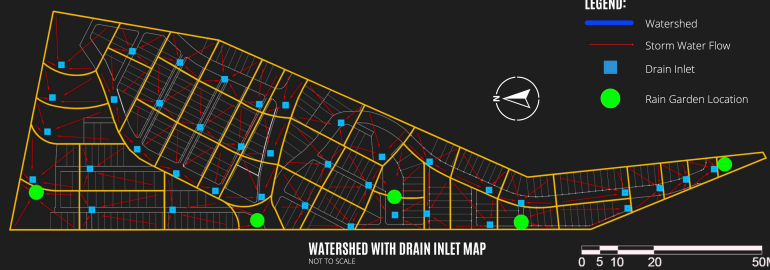 LEGEND:
Watershed
Storm Water Flow
Drain Inlet
Rain Garden Location
N
WATERSHED WITH DRAIN INLET MAP
NOT TO SCALE
0 5 10 20 50M